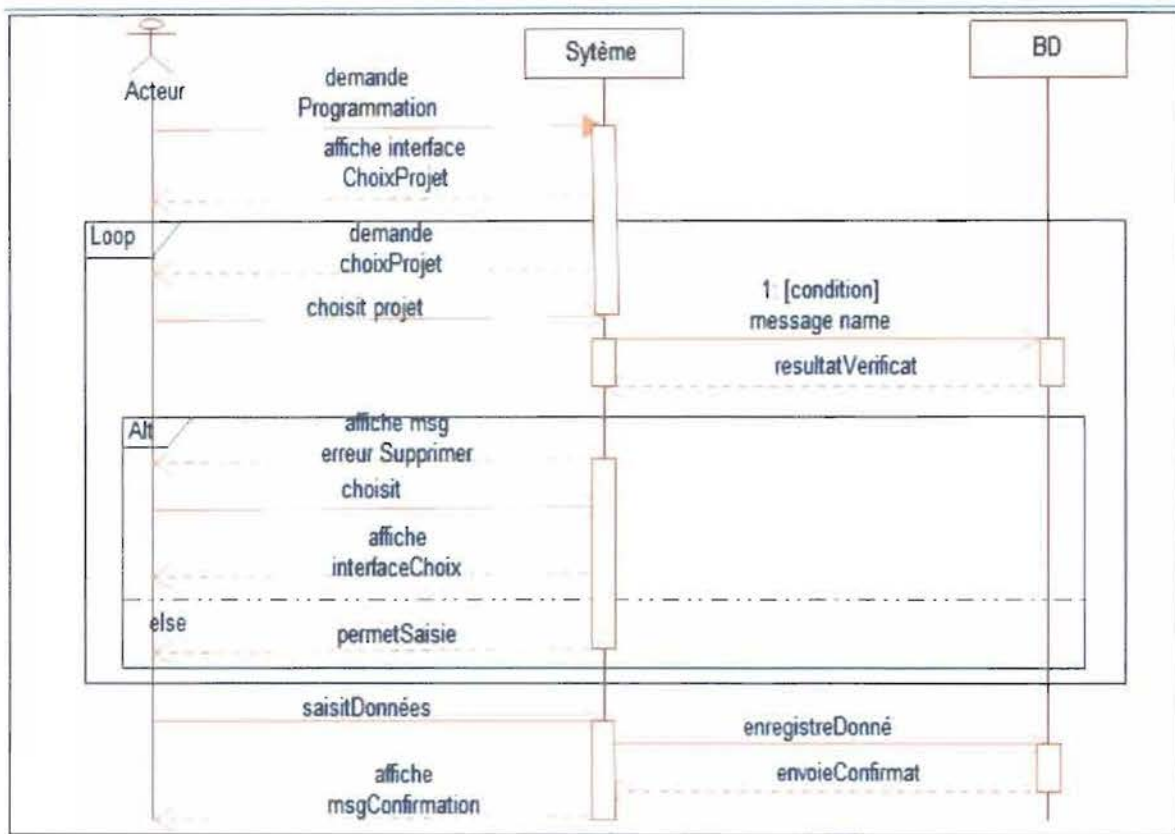 Sytème
BD
Acteur
demande
Programmation
affiche interface
ChoixProjet
Loop
demande
choixProjet
choisit projet
1: [condition]
message name
resultatVerificat
Alt
affiche msg
erreur Supprimer
choisit
affiche
interfaceChoix
else
permetSaisie
saisitDonnées
enregistreDonné
envoieConfirmat
affiche
msgConfirmation